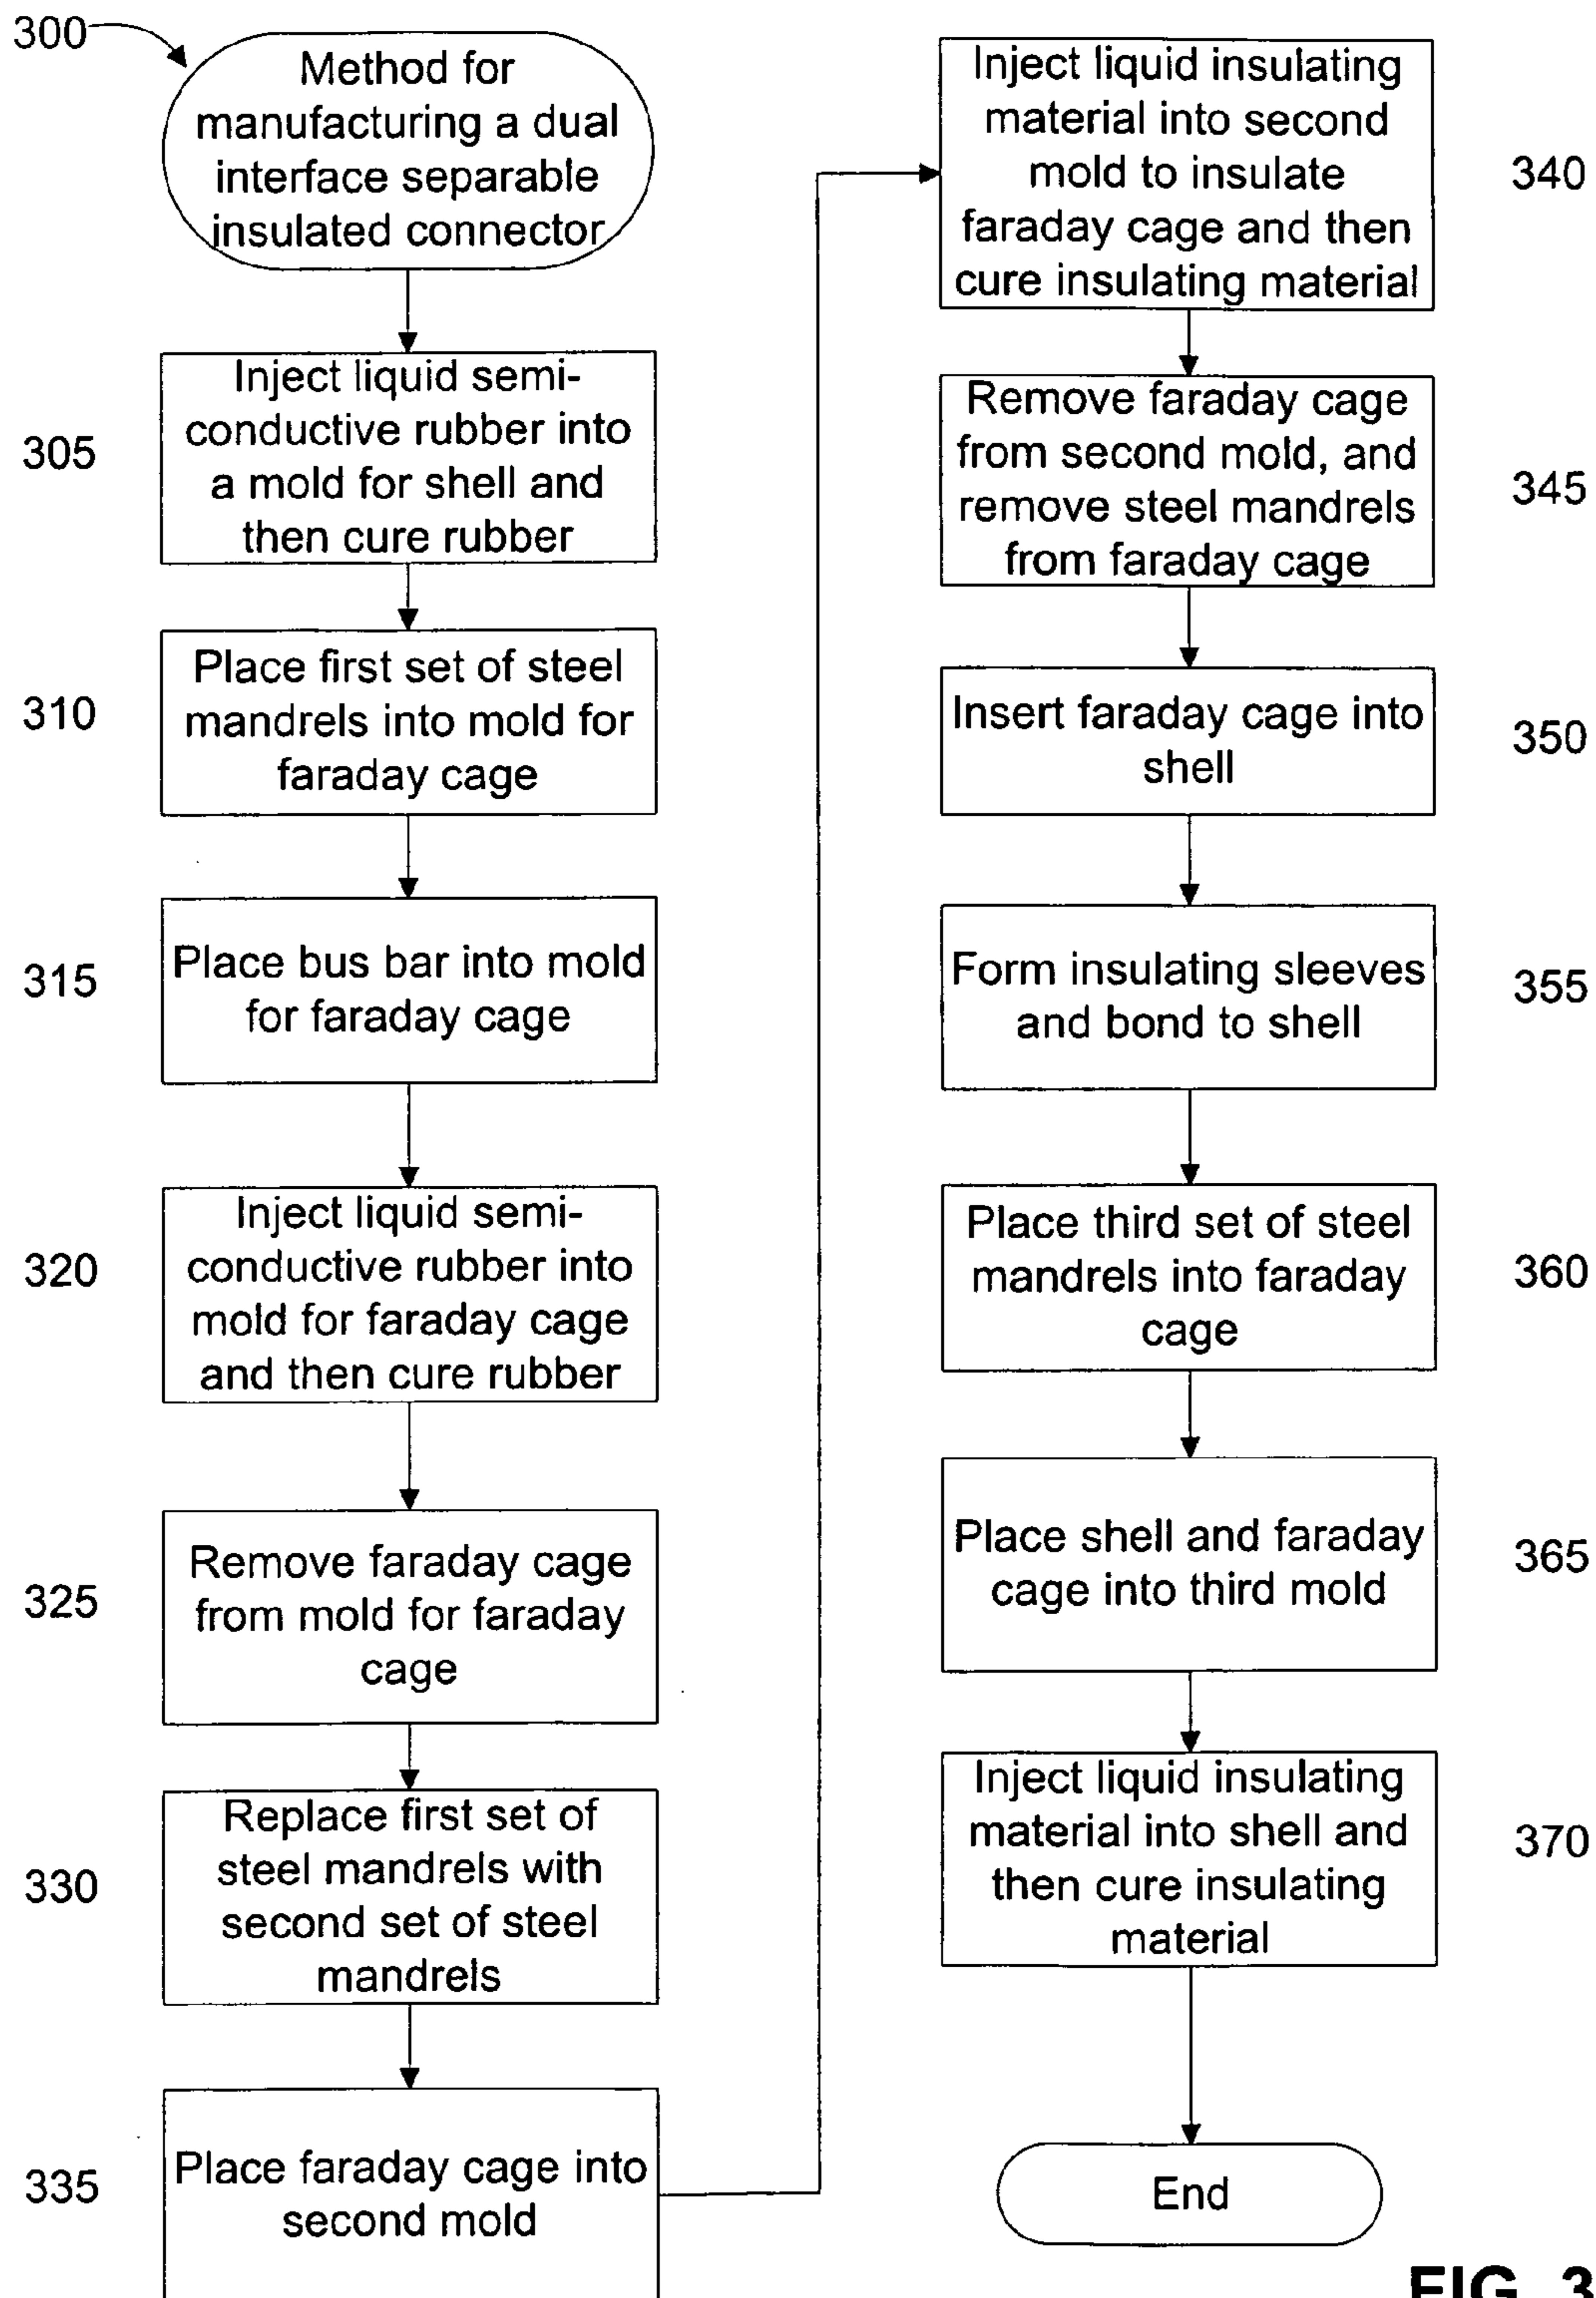 300
Method for
manufacturing a dual
interface separable
insulated connector
305
Inject liquid semi-
conductive rubber into
a mold for shell and
then cure rubber
310
Place first set of steel
mandrels into mold for
faraday cage
315
Place bus bar into mold
for faraday cage
320
Inject liquid semi-
conductive rubber into
mold for faraday cage
and then cure rubber
325
Remove faraday cage
from mold for faraday
cage
330
Replace first set of
steel mandrels with
second set of steel
mandrels
335
Place faraday cage into
second mold
Inject liquid insulating
material into second
mold to insulate
faraday cage and then
cure insulating material
340
Remove faraday cage
from second mold, and
remove steel mandrels
from faraday cage
345
Insert faraday cage into
shell
350
Form insulating sleeves
and bond to shell
355
Place third set of steel
mandrels into faraday
cage
360
Place shell and faraday
cage into third mold
365
Inject liquid insulating
material into shell and
then cure insulating
material
370
End
FIG. 3